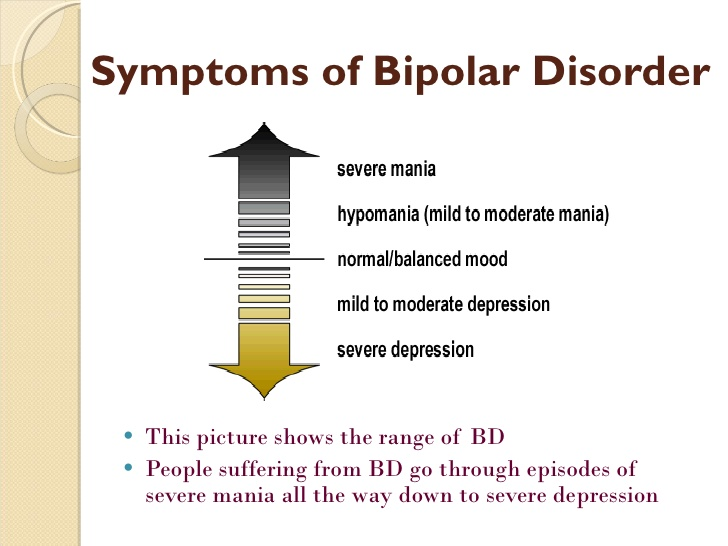 Symptoms of Bipolar Disorder
severe mania
hypomania (mild to moderate mania)
normal/balanced mood
mild to moderate depression
severe depression
• This picture shows the range of BD
• People suffering from BD go through episodes of
severe mania all the way down to severe depression